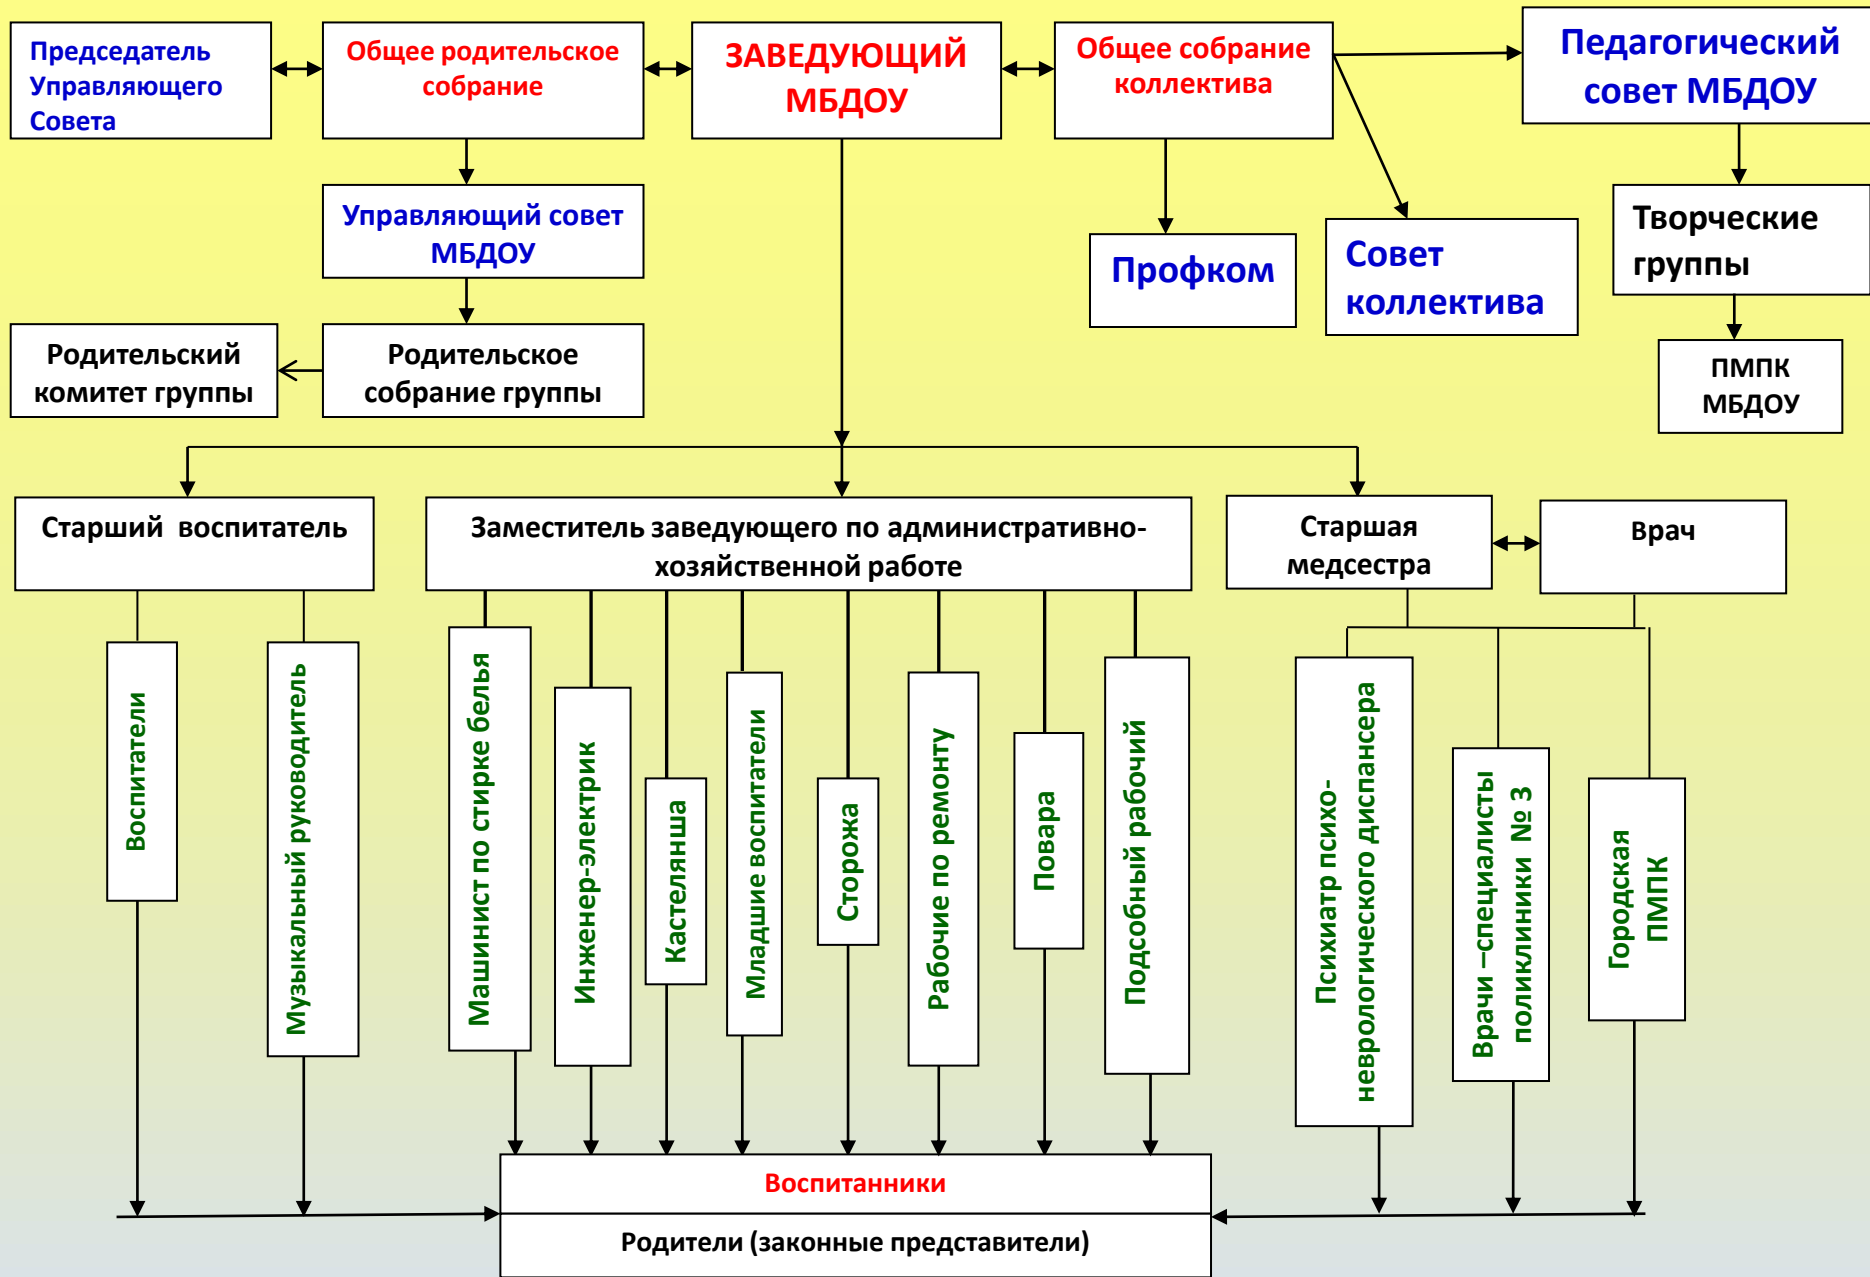 Председатель
Управляющего
Совета
Общее родительское
собрание
ЗАВЕДУЮЩИЙ
МБДОУ
Общее собрание
коллектива
Педагогический
совет МБДОУ
Управляющий совет
МБДОУ
Профком
Совет
коллектива
Творческие
группы
Родительский
комитет группы
Родительское
собрание группы
ПМПК
МБДОУ
Старший воспитатель
Заместитель заведующего по административно-
хозяйственной работе
Старшая
медсестра
Врач
Воспитатели
Музыкальный руководитель
Машинист по стирке белья
Инженер-электрик
Кастелянша
Младшие воспитатели
Сторожа
Рабочие по ремонту
Повара
Подсобный рабочий
Психиатр психо-
неврологического диспансера
Врачи –специалисты
поликлиники № 3
Городская
ПМПК
Воспитанники
Родители (законные представители)